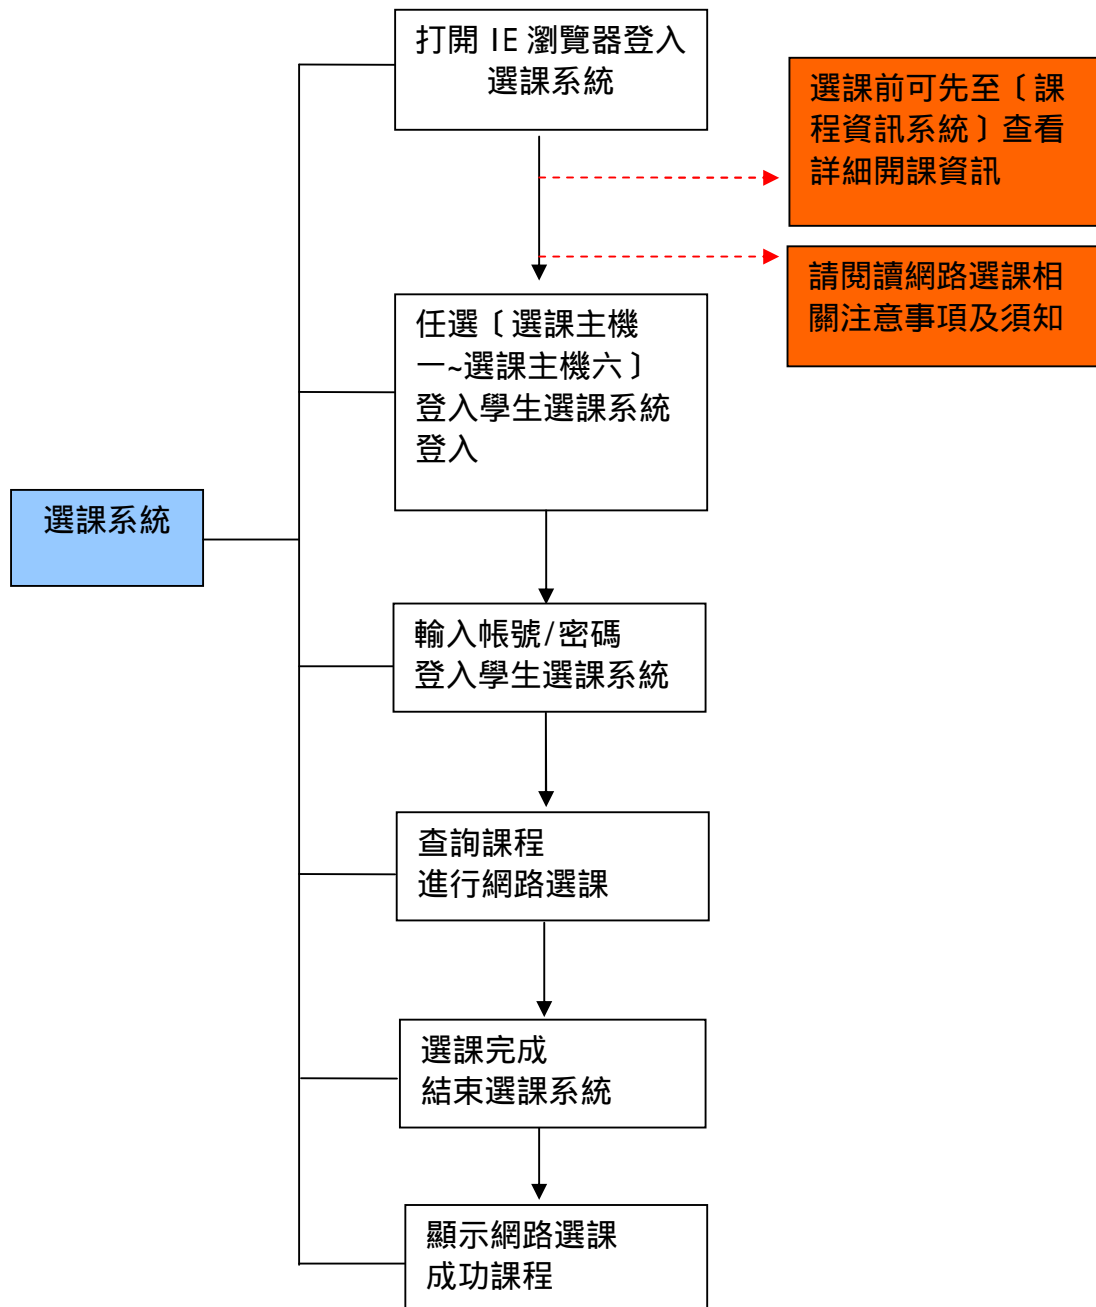 打開 IE 瀏覽器登入
選課系統
選課前可先至〔課
程資訊系統〕查看
詳細開課資訊
請閱讀網路選課相
關注意事項及須知
任選〔選課主機
一~選課主機六〕
登入學生選課系統
登入
選課系統
輸入帳號/密碼
登入學生選課系統
查詢課程
進行網路選課
選課完成
結束選課系統
顯示網路選課
成功課程